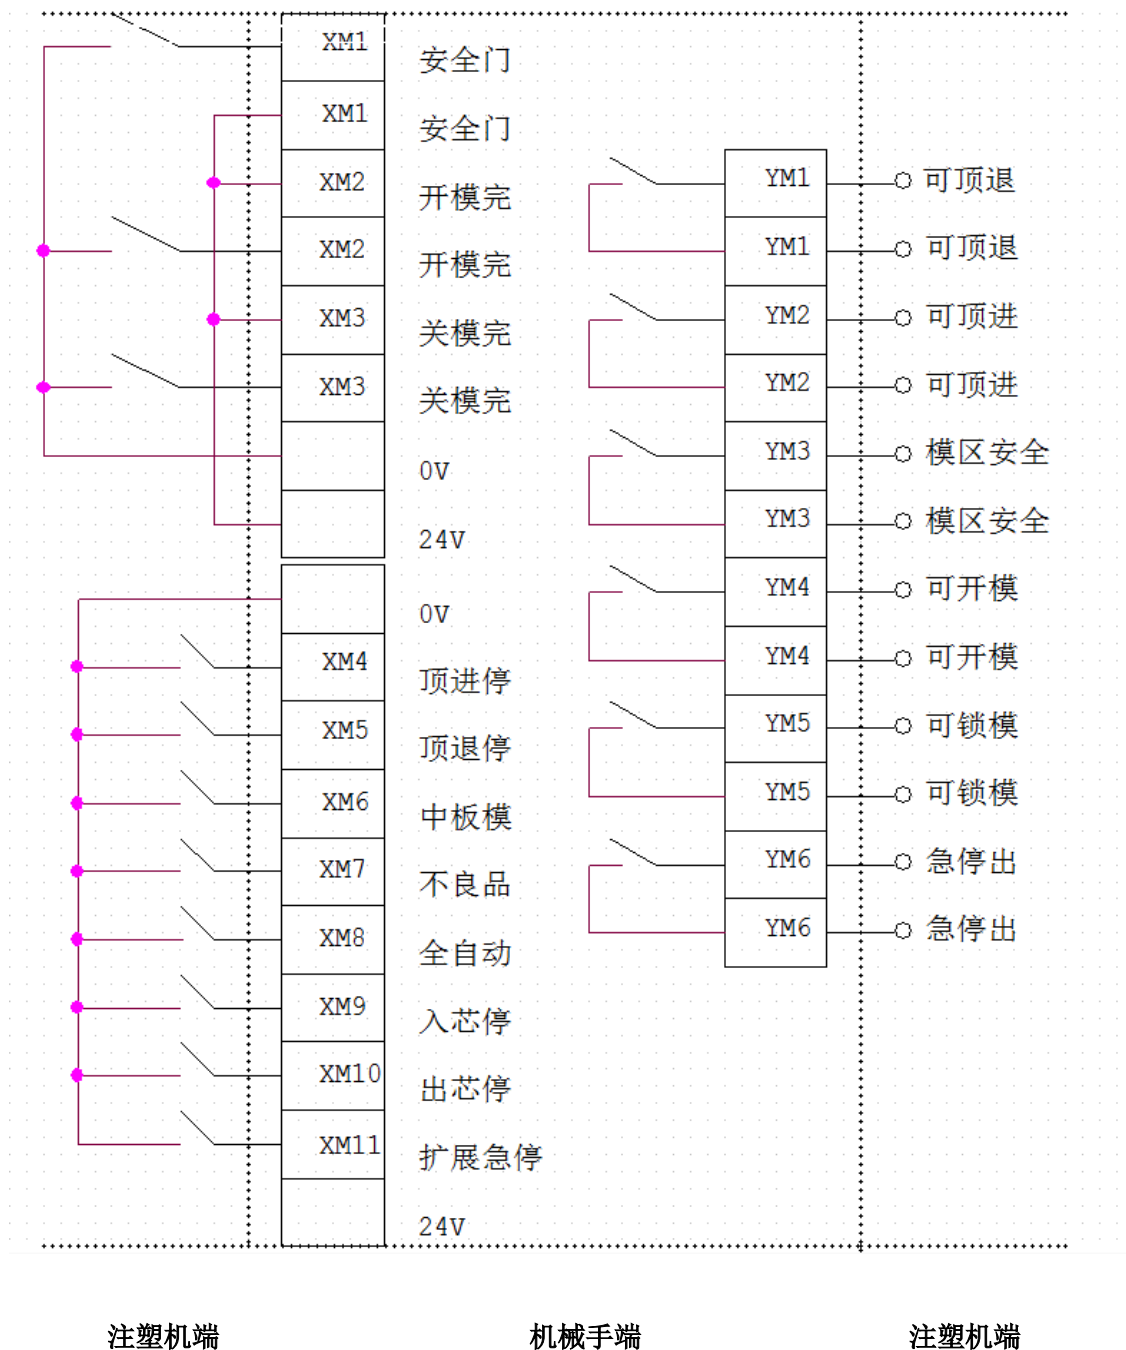 XM1 安全门
XM1 安全门
XM2 开模完
XM2 开模完
XM3 关模完
XM3 关模完
0V
24V
0V
XM4 顶进停
XM5 顶退停
XM6 中板模
XM7 不良品
XM8 全自动
XM9 入芯停
XM10 出芯停
XM11 扩展急停
24V
YM1 可顶退
YM1 可顶退
YM2 可顶进
YM2 可顶进
YM3 模区安全
YM3 模区安全
YM4 可开模
YM4 可开模
YM5 可锁模
YM5 可锁模
YM6 急停出
YM6 急停出
注塑机端 机械手端 注塑机端